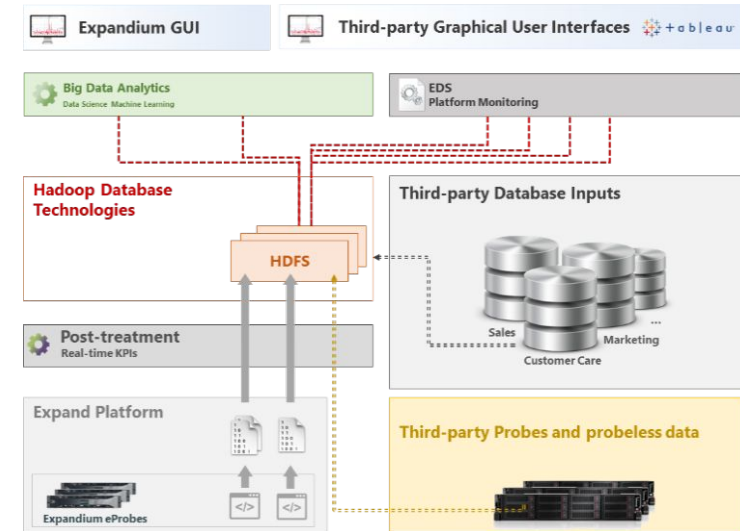 Expandium GUI
Third-party Graphical User Interfaces
+ a b | e a u
Big Data Analytics
Data Science Machine Learning
EDS
Platform Monitoring
Hadoop Database
Technologies
HDFS
Third-party Database Inputs
Sales
...
Marketing
Customer Care
Post-treatment
Real-time KPIs
Expand Platform
</>
</>
Expandium eProbes
Third-party Probes and probeless data